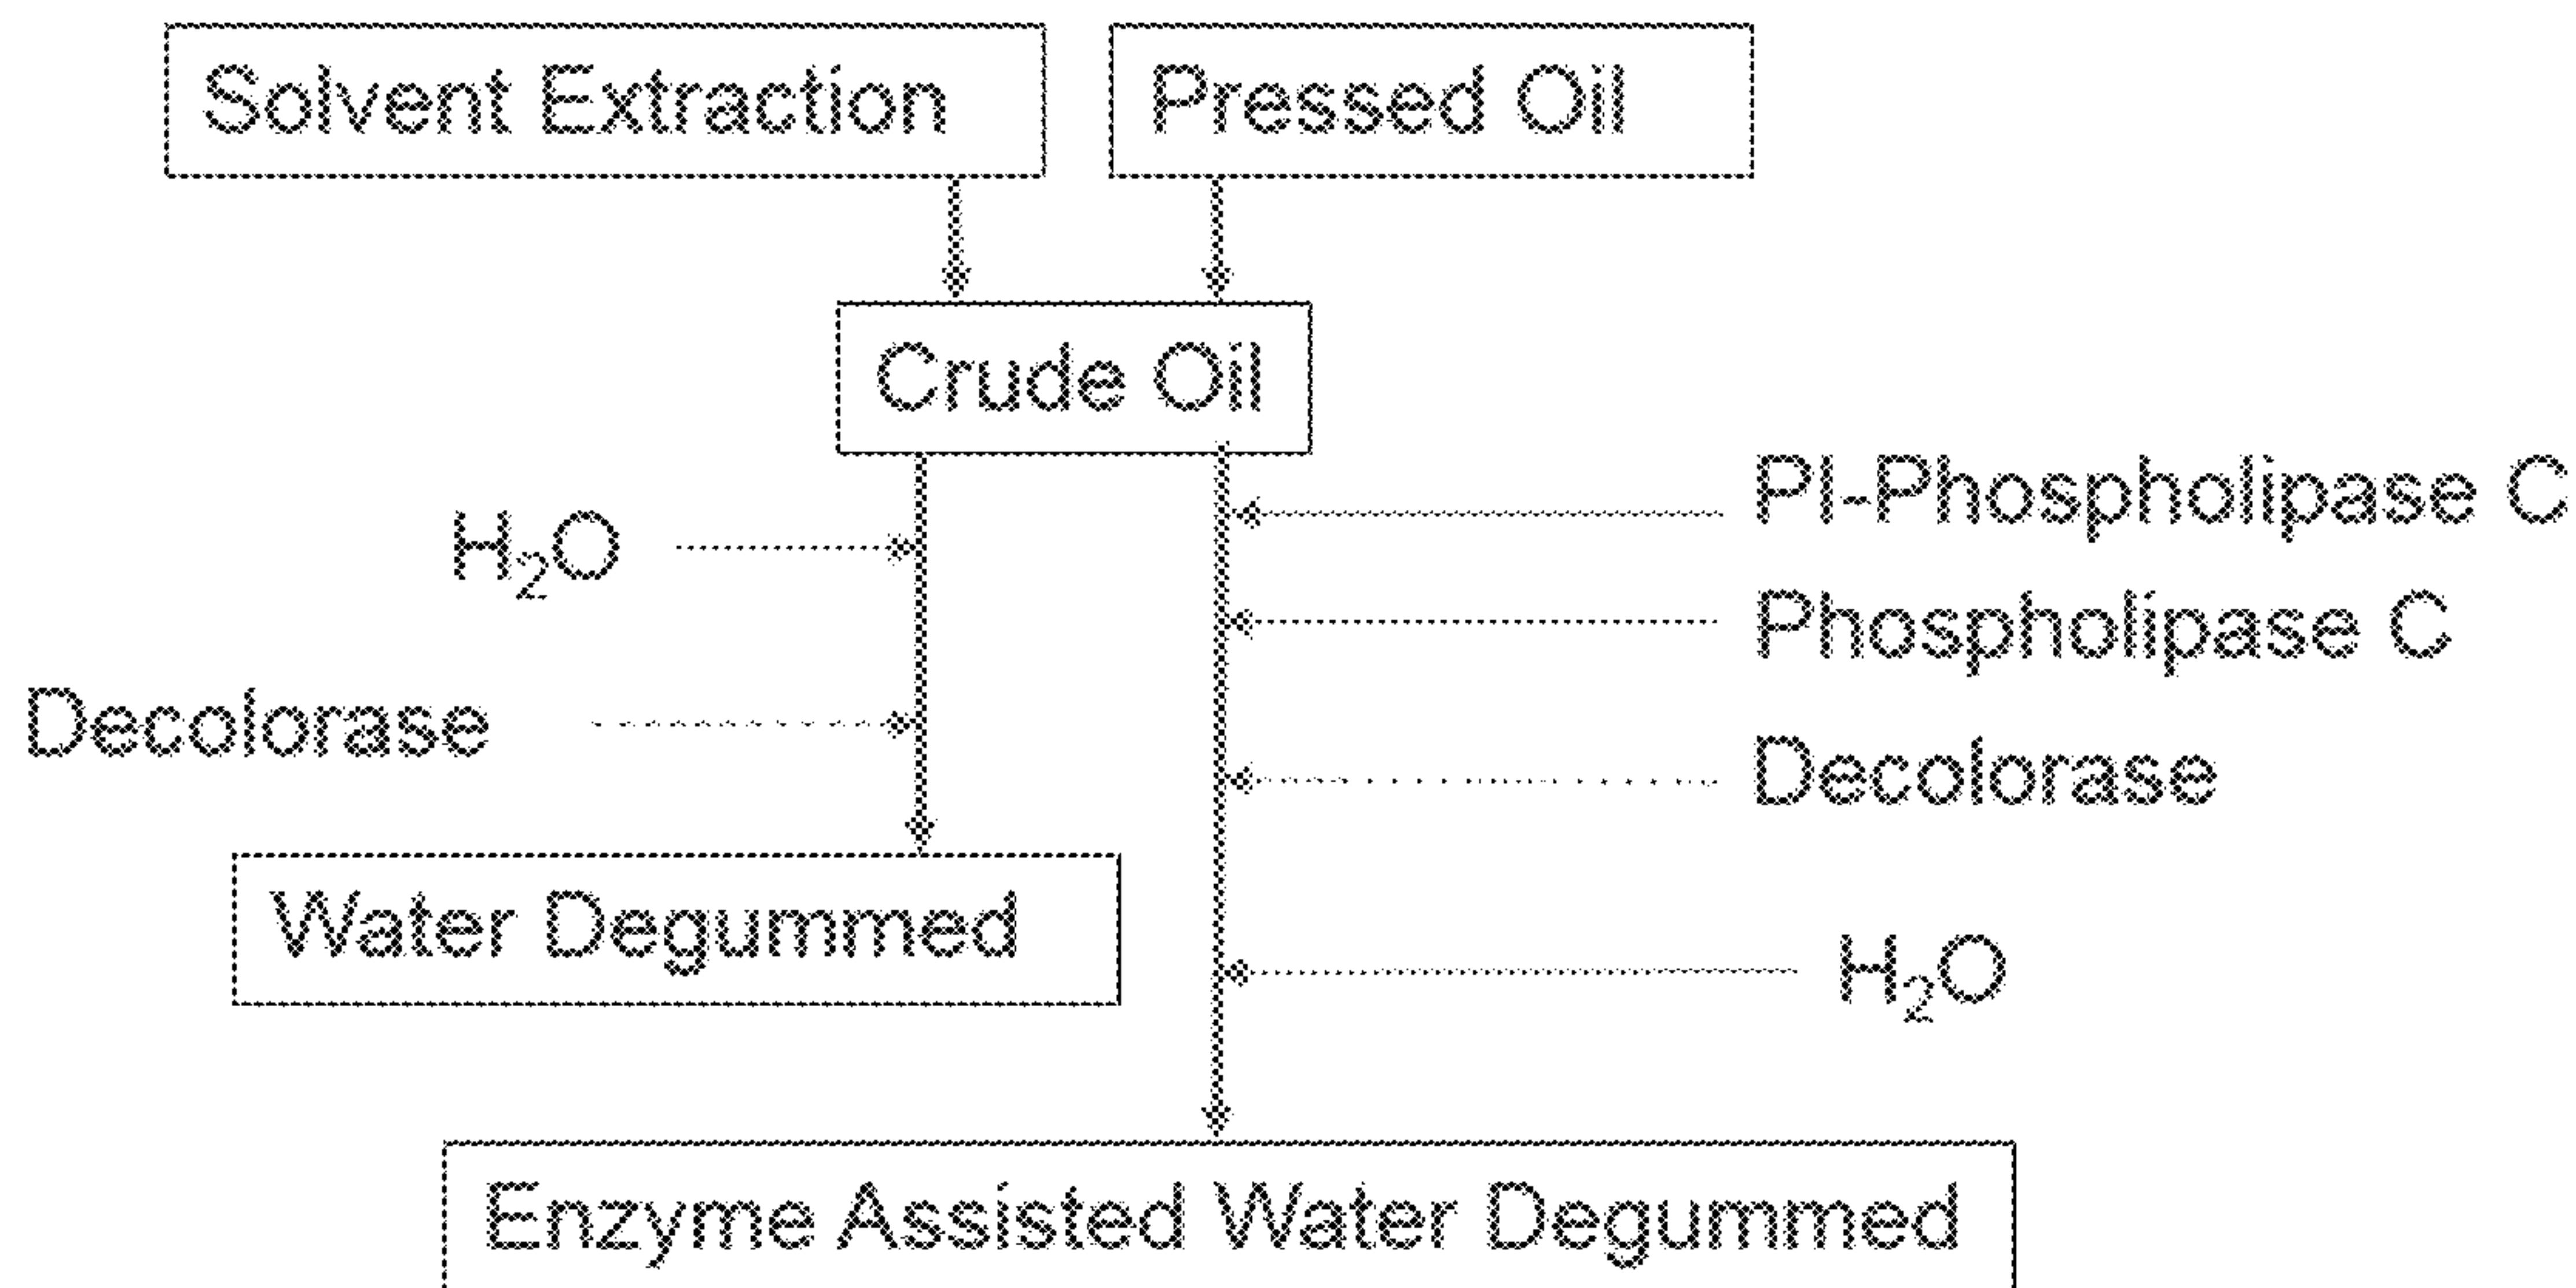 Solvent Extraction
Pressed Oil
Crude Oil
PI-Phospholipase C
H₂O
Phospholipase C
Decolorase
Decolorase
Water Degummed
H₂O
Enzyme Assisted Water Degummed